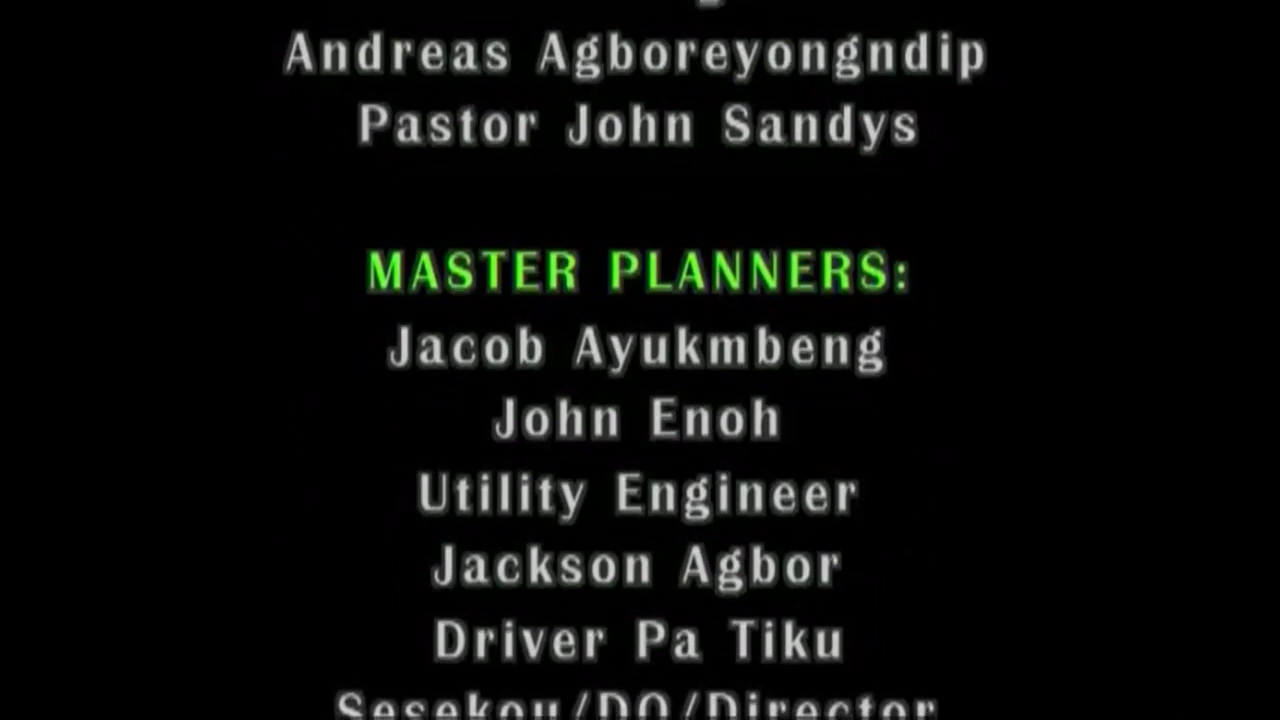 Andreas Agboreyongndip
Pastor John Sandys
MASTER PLANNERS:
Jacob Ayukmbeng
John Enoh
Utility Engineer
Jackson Agbor
Driver Pa Tiku
Sesekou/DO/Director